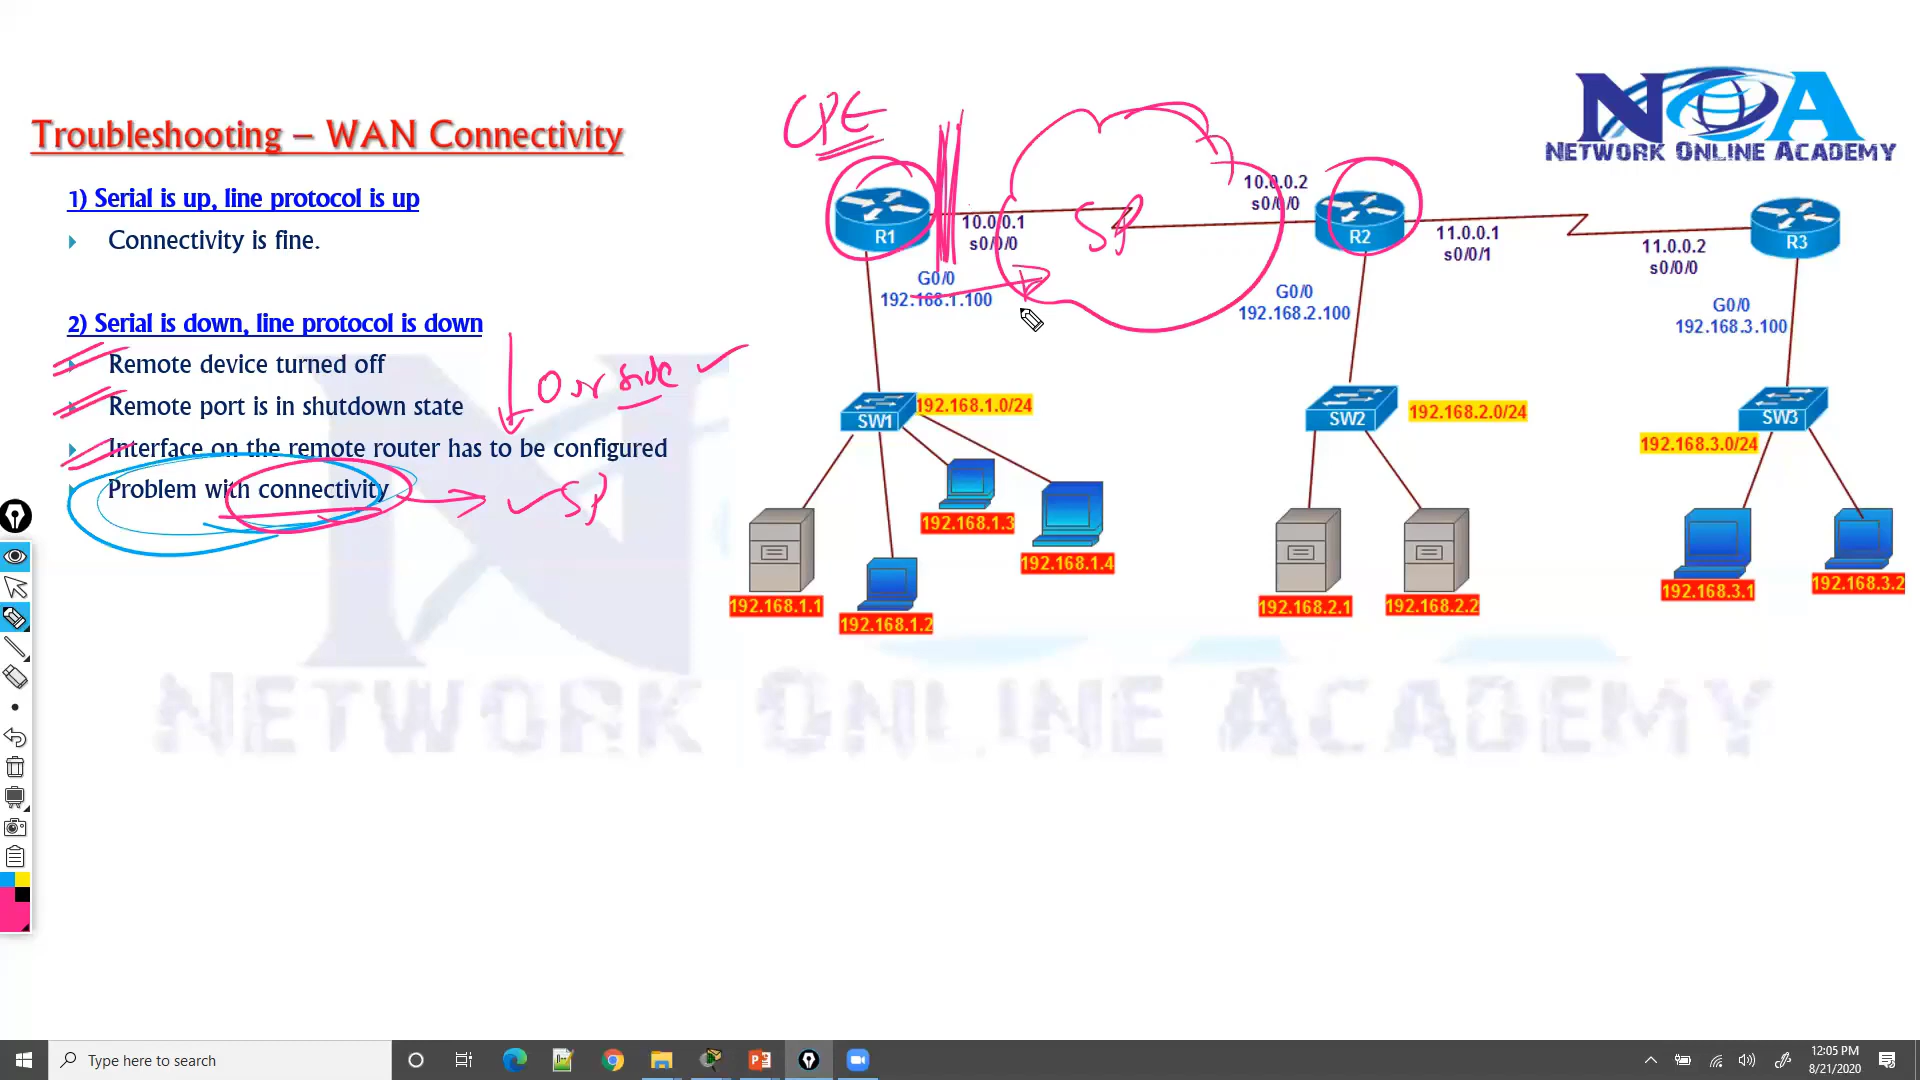 Troubleshooting – WAN Connectivity
1) Serial is up, line protocol is up
Connectivity is fine.
2) Serial is down, line protocol is down
Remote device turned off
Remote port is in shutdown state
Interface on the remote router has to be configured
Problem with connectivity
Our side
SP
CPE
SP
NOA
NETWORK ONLINE ACADEMY
R1
10.0.0.1
s0/0/0
G0/0
192.168.1.100
10.0.0.2
s0/0/0
R2
11.0.0.1
s0/0/1
G0/0
192.168.2.100
11.0.0.2
s0/0/0
R3
G0/0
192.168.3.100
SW1
192.168.1.0/24
SW2
192.168.2.0/24
SW3
192.168.3.0/24
192.168.1.1
192.168.1.2
192.168.1.3
192.168.1.4
192.168.2.1
192.168.2.2
192.168.3.1
192.168.3.2
NETWORK ONLINE ACADEMY
Type here to search
12:05 PM
8/21/2020